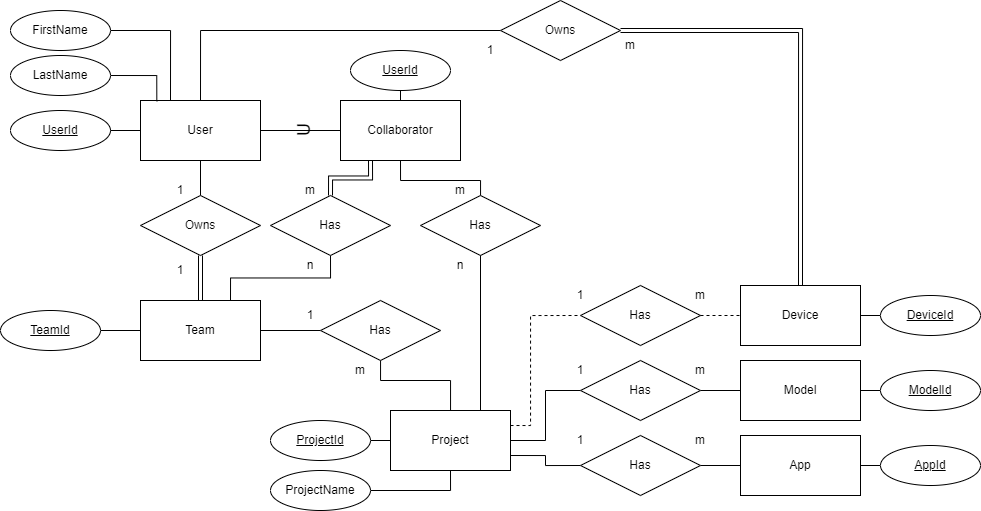 FirstName
Owns
1
m
LastName
UserId
UserId
User
Collaborator
1
m
m
Owns
Has
Has
1
n
n
1
m
Has
Device
DeviceId
TeamId
Team
1
Has
m
1
m
Has
Model
ModelId
ProjectId
Project
1
m
Has
App
AppId
ProjectName